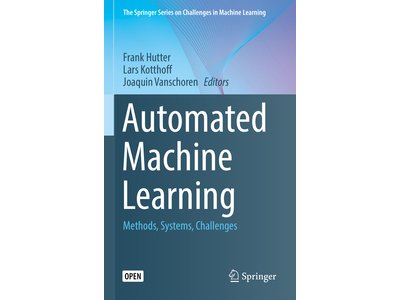 The Springer Series on Challenges in Machine Learning
Frank Hutter
Lars Kotthoff
Joaquin Vanschoren Editors
Automated
Machine
Learning
Methods, Systems, Challenges
OPEN
Springer